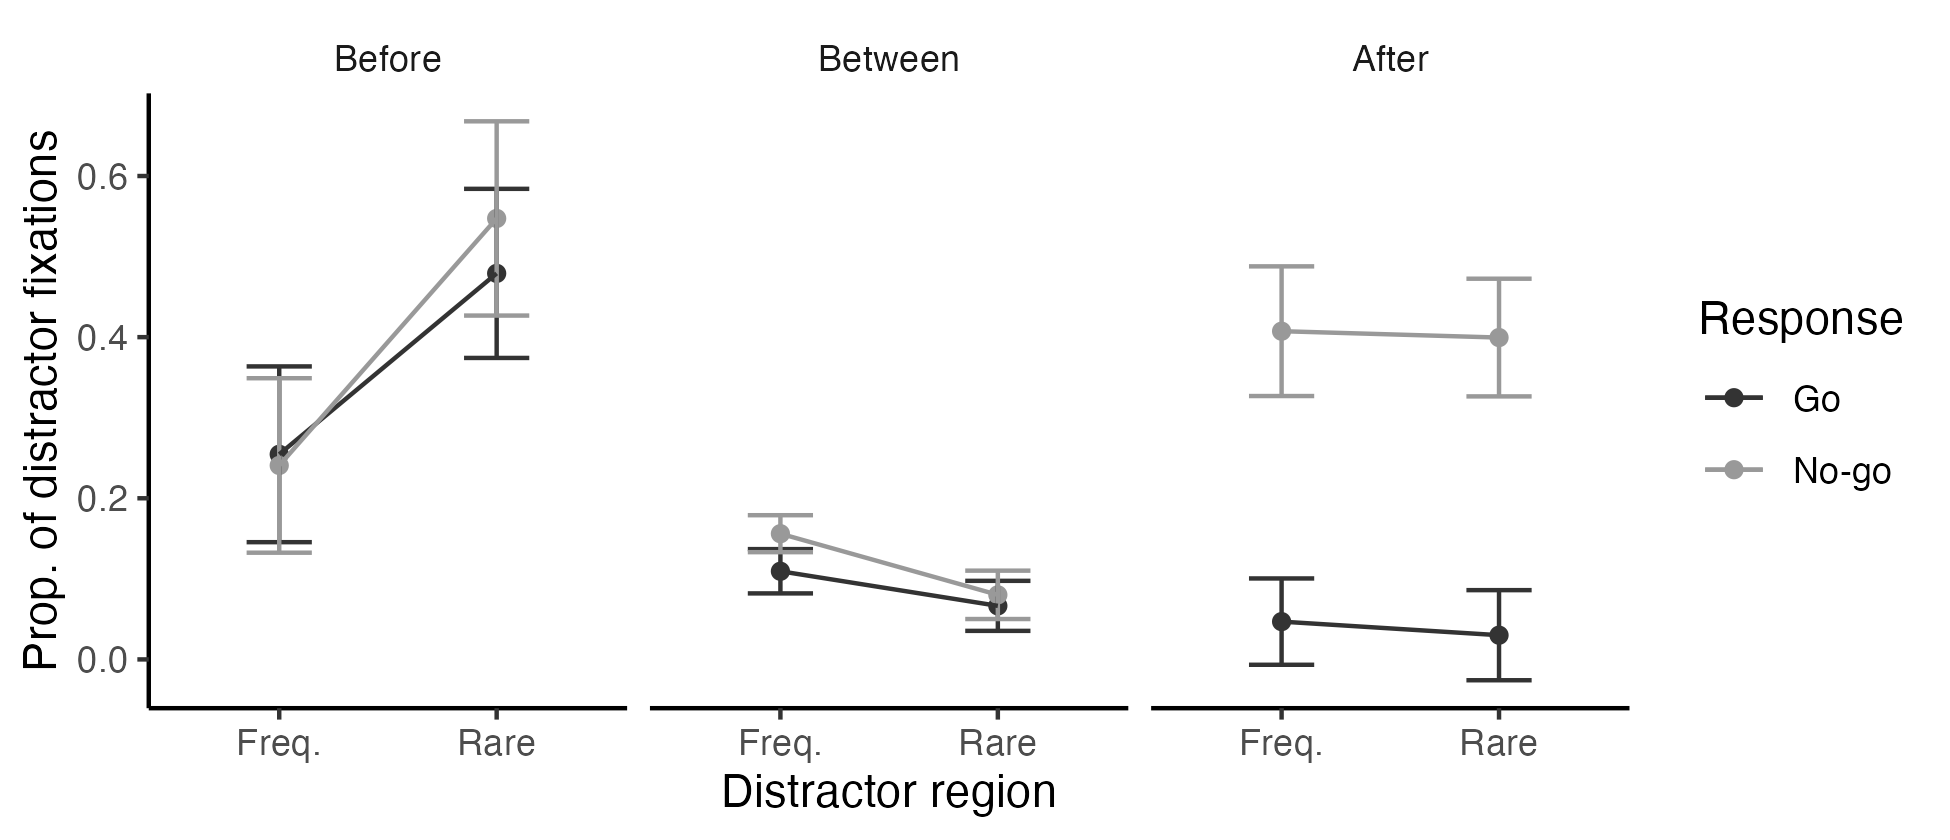 Before
Between
After
Prop. of distractor fixations
0.6
0.4
0.2
0.0
Freq.
Rare
Freq.
Rare
Freq.
Rare
Distractor region
Response
Go
No-go